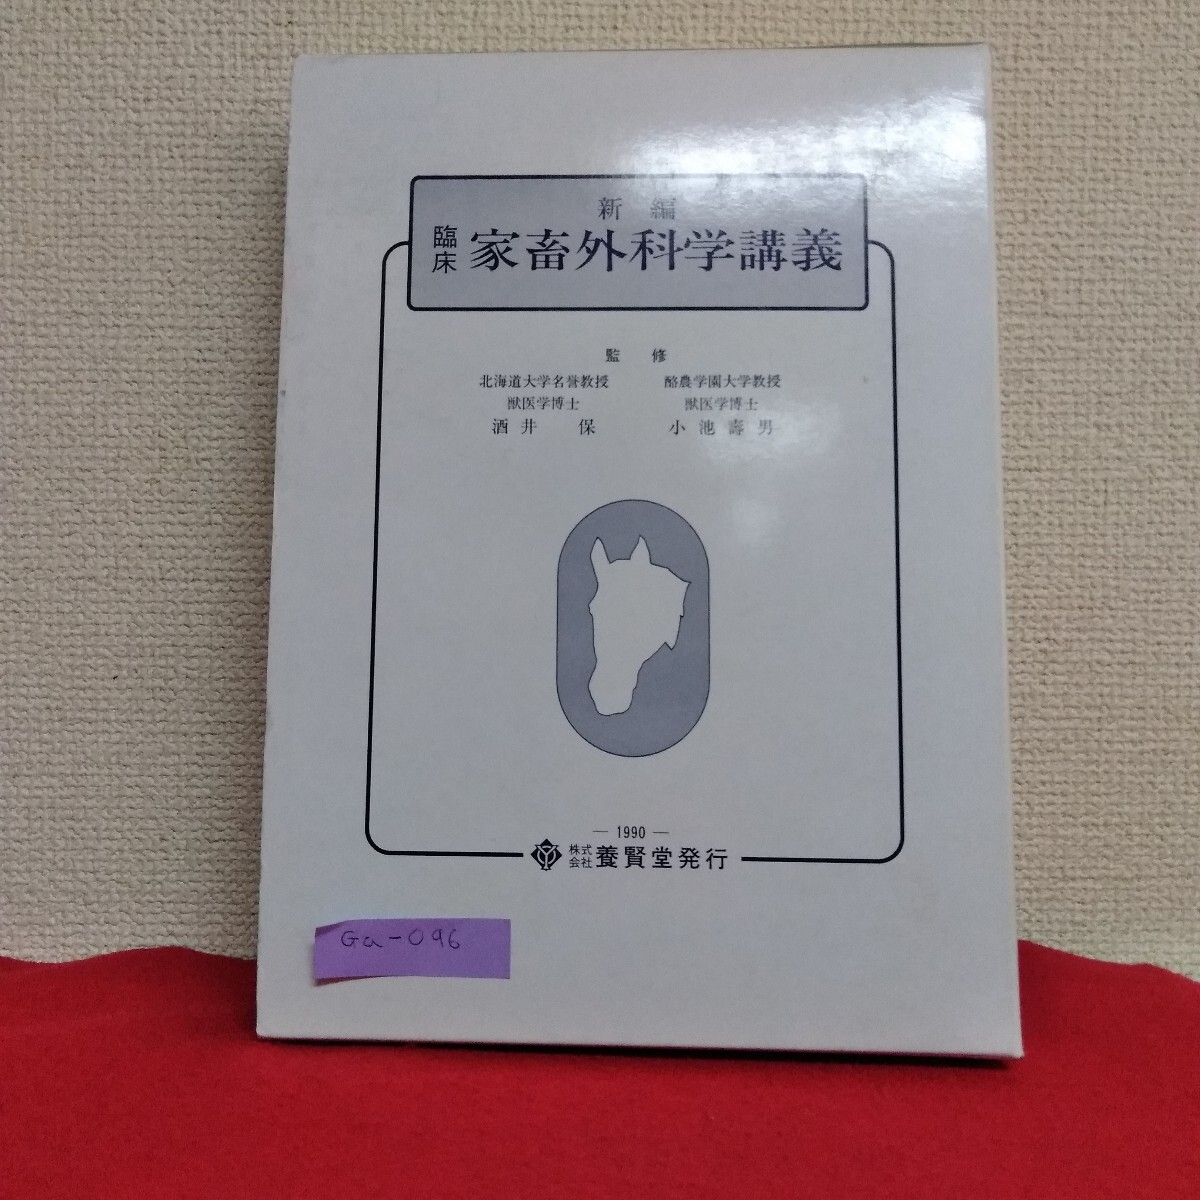 新編
臨床 家畜外科学講義
監修
北海道大学名誉教授 酪農学園大学教授
獣医学博士 獣医学博士
酒井 保 小池壽男
— 1990 —
株式会社 養賢堂発行
Ga-096